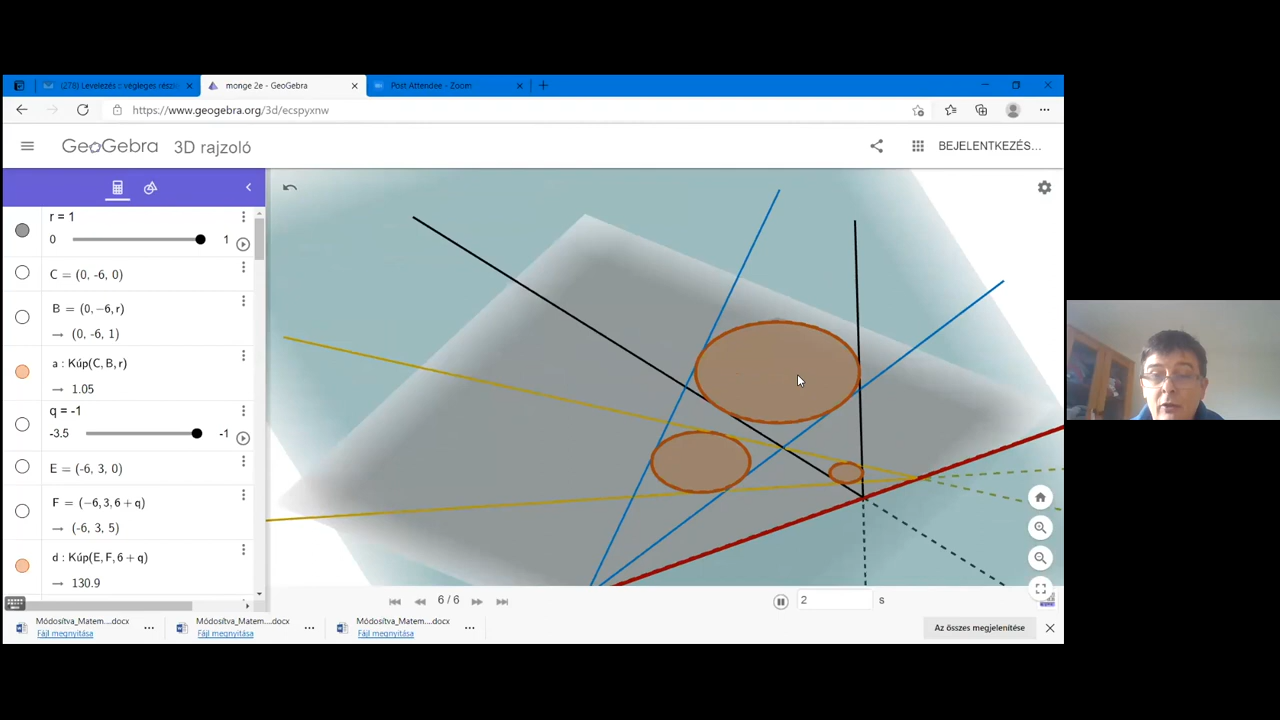 (276) Levelezés :: végleges részle
monge 2e - GeoGebra
Post Attendee - Zoom
https://www.geogebra.org/3d/ecspyxnw
GeoGebra 3D rajzoló
BEJELENTKEZÉS...
r = 1
0 1
C = (0, -6, 0)
B = (0, −6, r)
→ (0, -6, 1)
a : Kúp(C, B, r)
→ 1.05
q = -1
-3.5 -1
E = (-6, 3, 0)
F = (−6, 3, 6 + q)
→ (-6, 3, 5)
d : Kúp(E, F, 6 + q)
→ 130.9
6 / 6
2 s
Módosítva_Matem....docx
Fájl megnyitása
Módosítva_Matem....docx
Fájl megnyitása
Módosítva_Matem....docx
Fájl megnyitása
Az összes megjelenítése